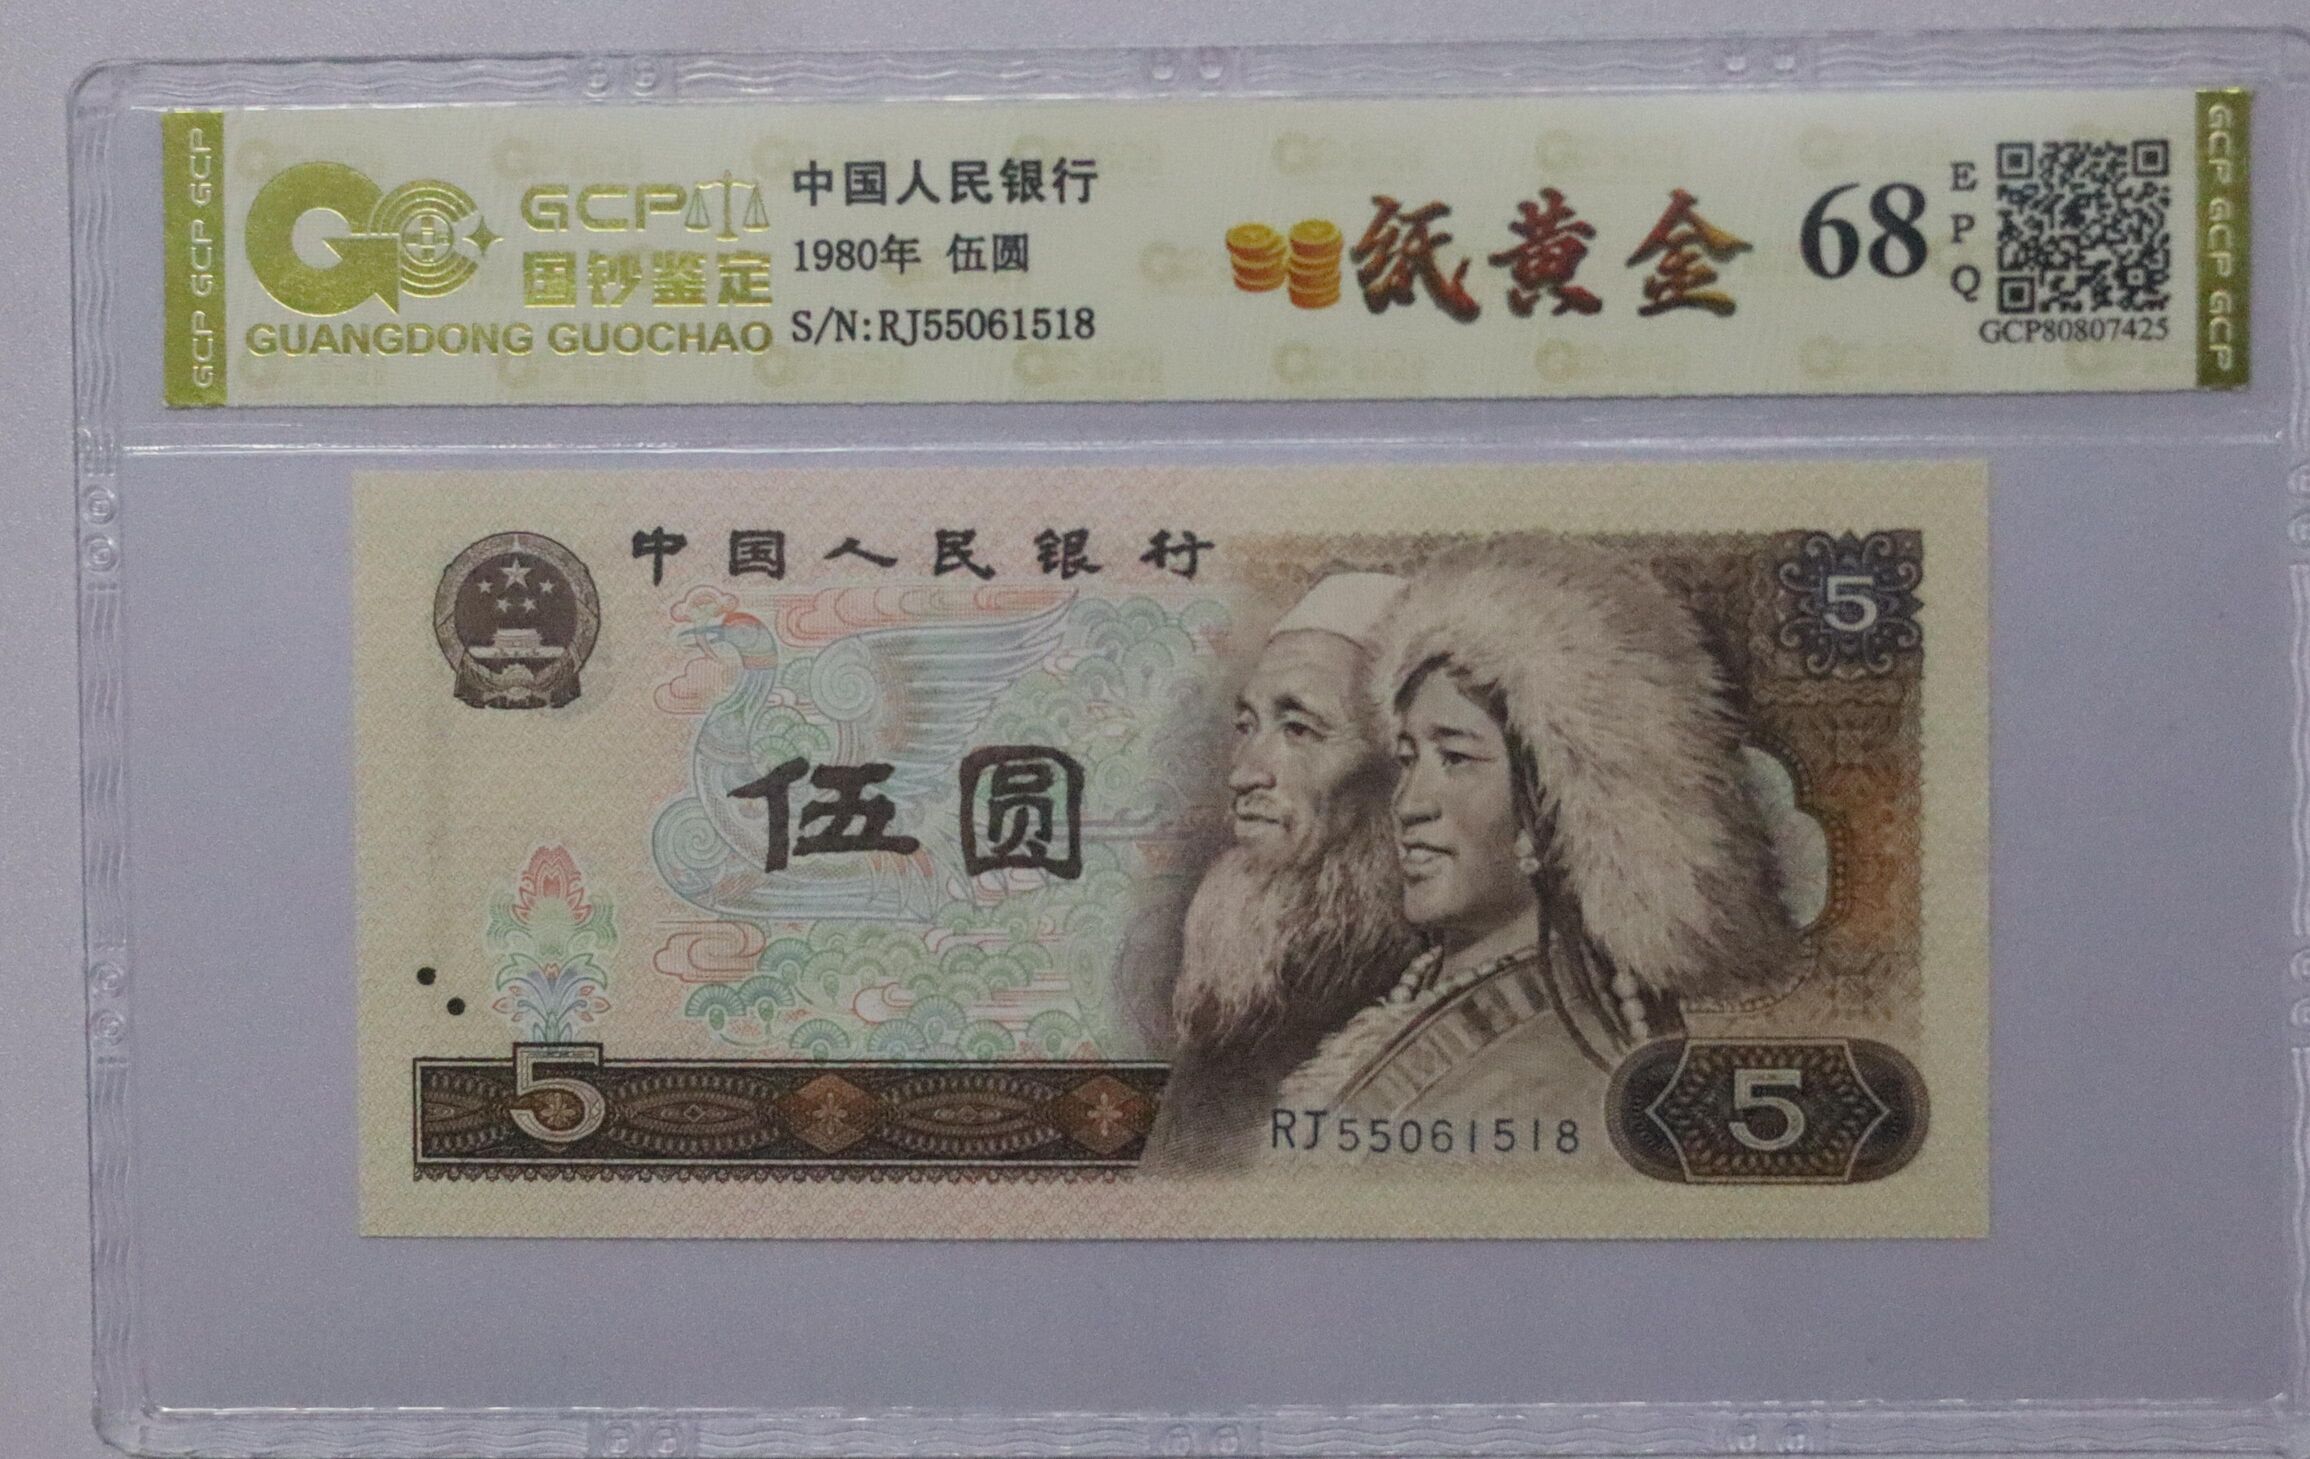 GCP GCP GCP
GCP
国钞鉴定
GUANGDONG GUOCHAO
中国人民银行
1980年 伍圆
S/N:RJ55061518
纸黄金
68
EPQ
GCP80807425
GCP GCP GCP
中国人民银行
5
伍圆
5
RJ55061518
5